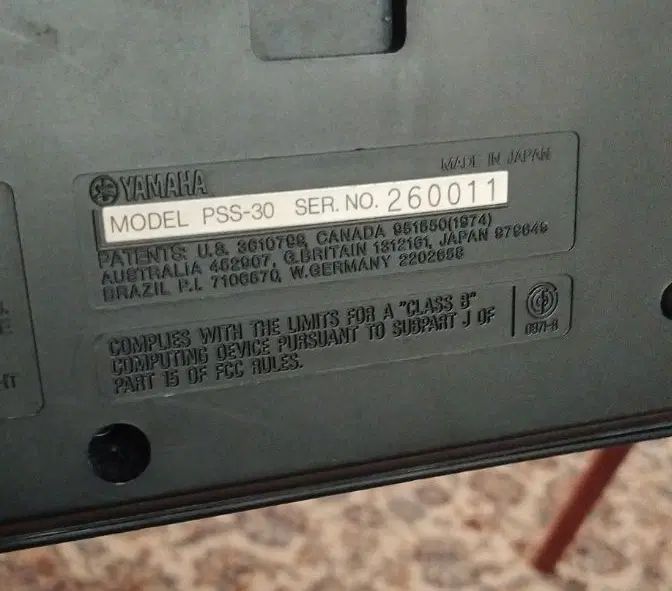 YAMAHA
MADE IN JAPAN
MODEL PSS-30 SER. NO. 260011
PATENTS: U.S. 3610799, CANADA 951550(1974)
AUSTRALIA 462907, G.BRITAIN 1312161, JAPAN 979649
BRAZIL P.I. 7106670, W.GERMANY 2202658
COMPLIES WITH THE LIMITS FOR A "CLASS B"
COMPUTING DEVICE PURSUANT TO SUBPART J OF
PART 15 OF FCC RULES.